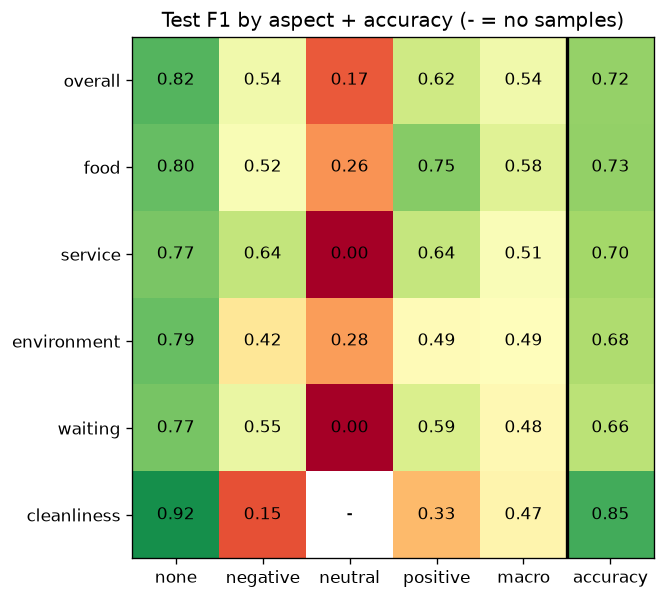 Test F1 by aspect + accuracy (- = no samples)
overall 0.82 0.54 0.17 0.62 0.54 0.72
food 0.80 0.52 0.26 0.75 0.58 0.73
service 0.77 0.64 0.00 0.64 0.51 0.70
environment 0.79 0.42 0.28 0.49 0.49 0.68
waiting 0.77 0.55 0.00 0.59 0.48 0.66
cleanliness 0.92 0.15 - 0.33 0.47 0.85
none negative neutral positive macro accuracy